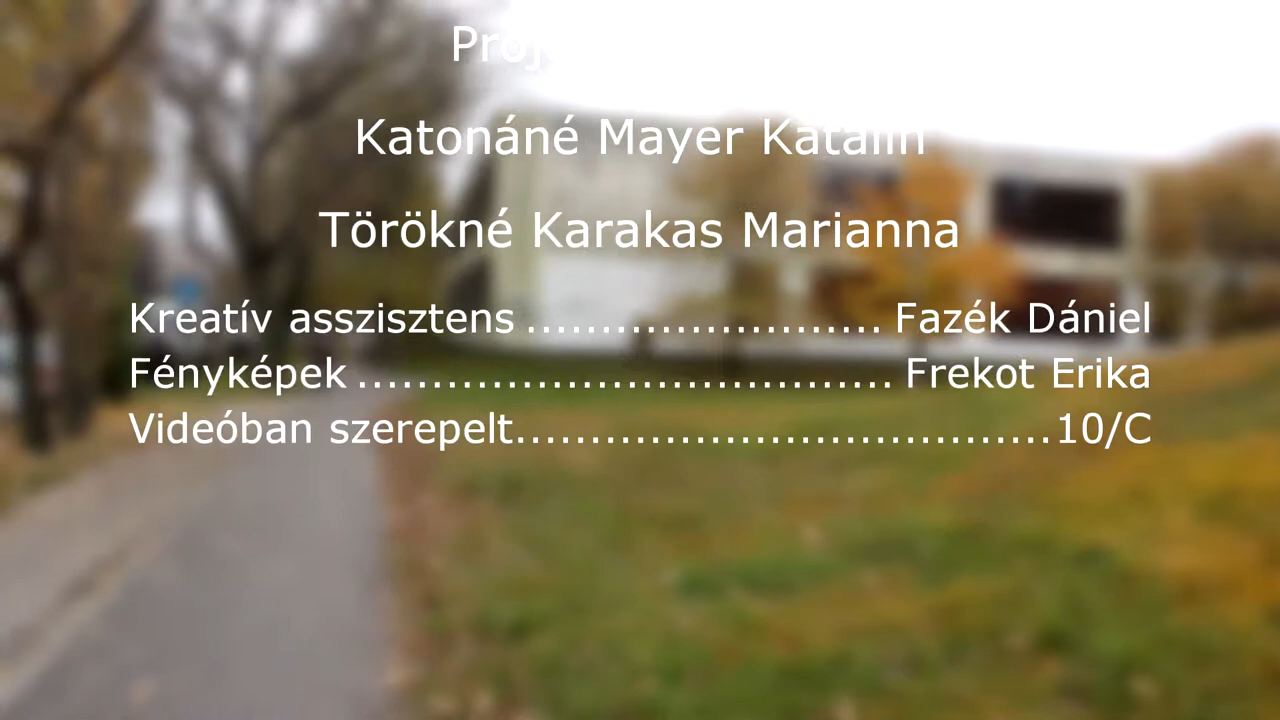 Katonáné Mayer Katalin
Törökné Karakas Marianna
Kreatív asszisztens ........................ Fazék Dániel
Fényképek .................................... Frekot Erika
Videóban szerepelt.................................... 10/C